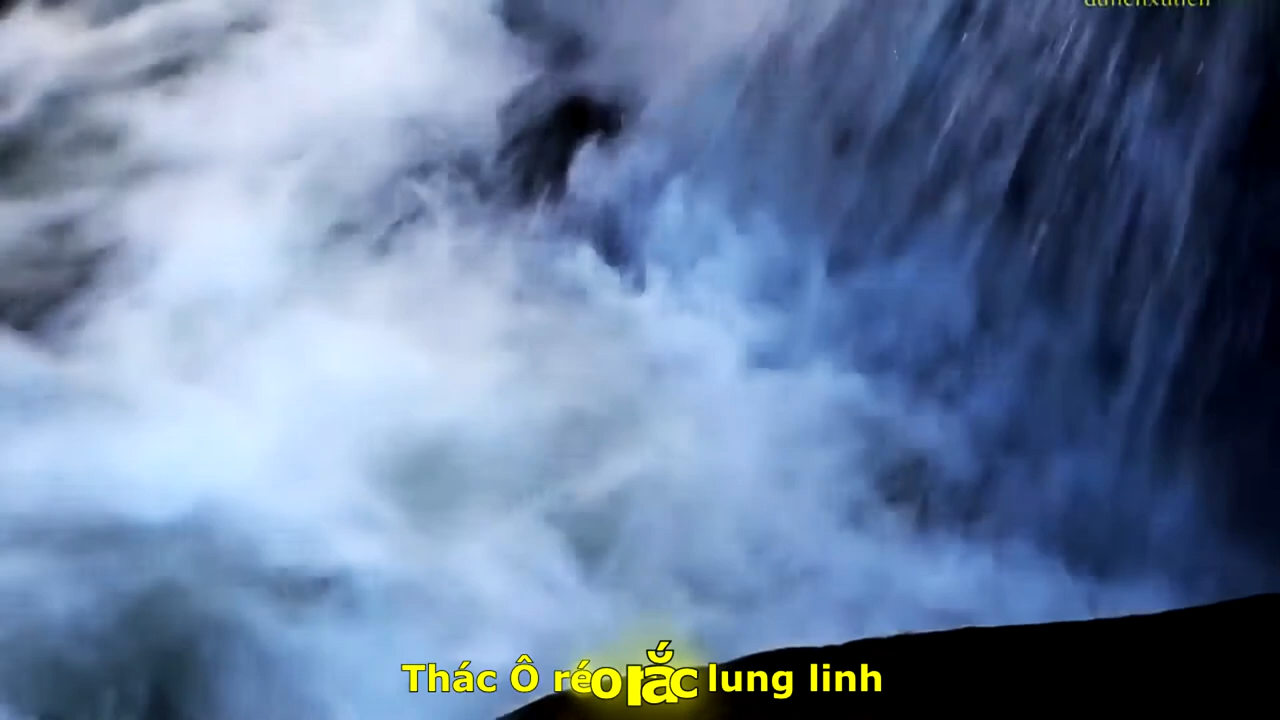 Thác Ô réo rắc lung linh